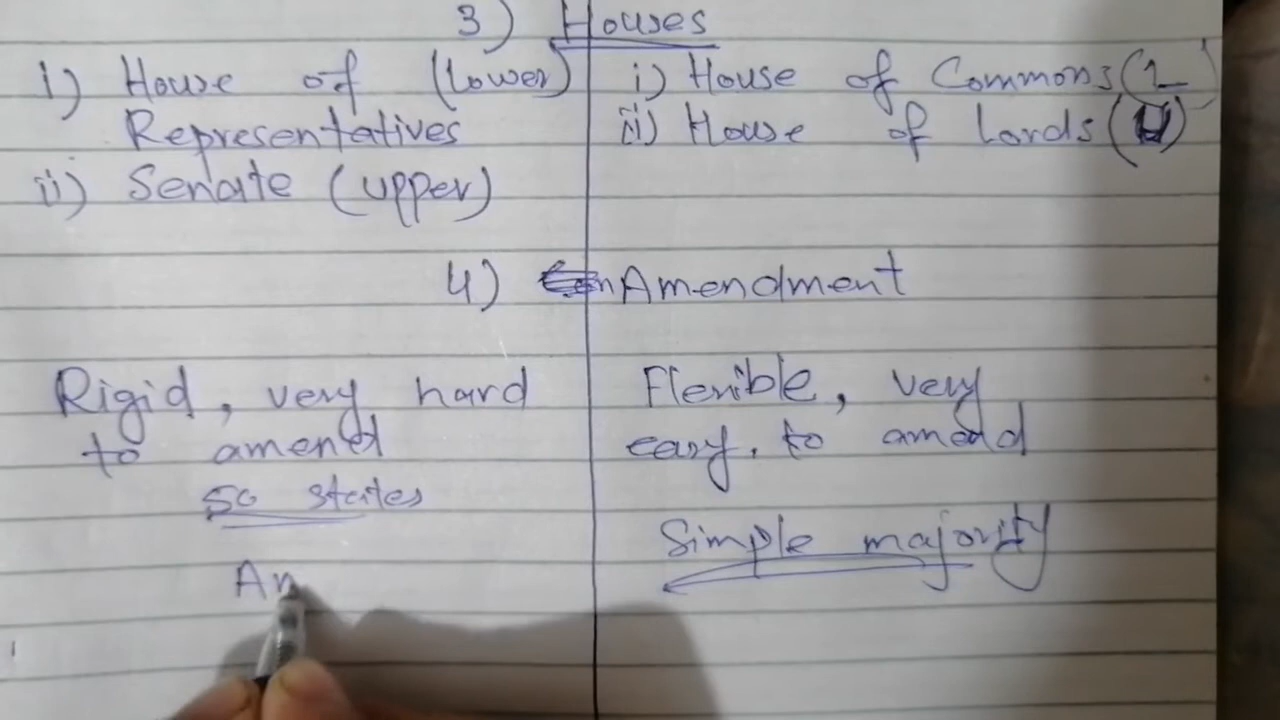 3) Houses
i) House of (Lower)
Representatives
ii) Senate (upper)
i) House of Commons (L)
ii) House of Lords (U)
4) Amendment
Rigid, very hard
to amend
50 states
Am
Flexible, very
easy. to amend
Simple majority